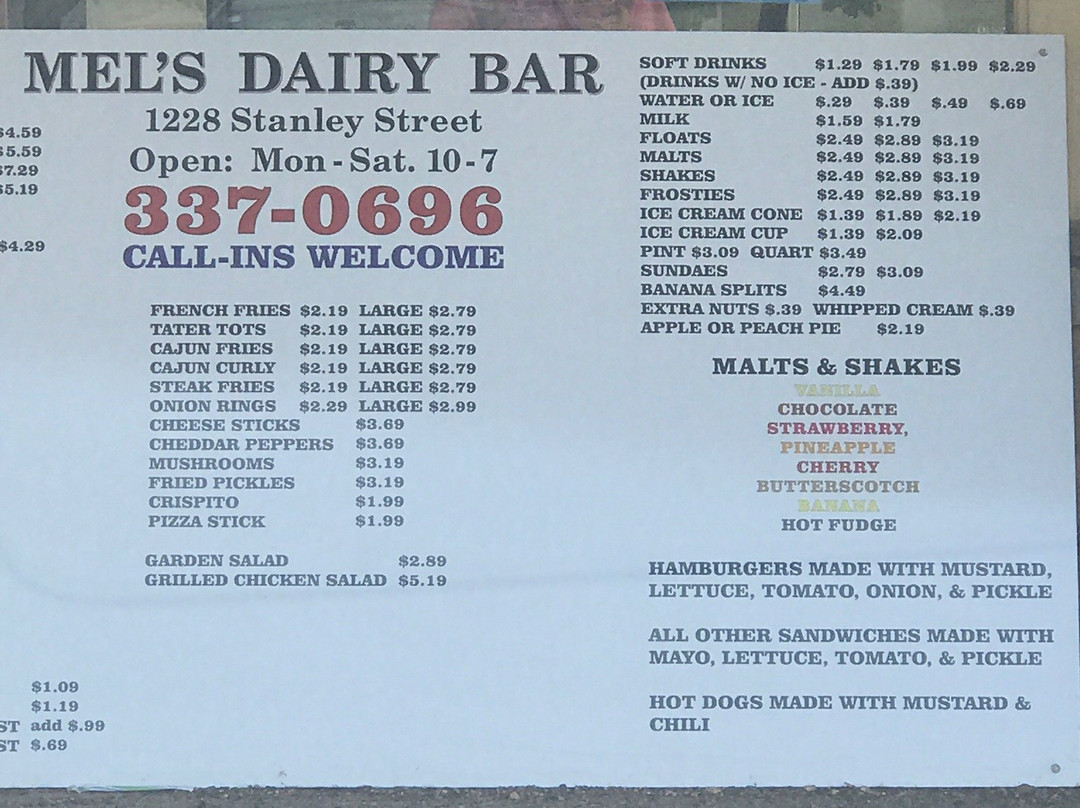 MEL'S DAIRY BAR
1228 Stanley Street
Open: Mon - Sat. 10-7
337-0696
CALL-INS WELCOME
$4.59
$5.59
$7.29
$5.19
$4.29
FRENCH FRIES $2.19 LARGE $2.79
TATER TOTS $2.19 LARGE $2.79
CAJUN FRIES $2.19 LARGE $2.79
CAJUN CURLY $2.19 LARGE $2.79
STEAK FRIES $2.19 LARGE $2.79
ONION RINGS $2.29 LARGE $2.99
CHEESE STICKS $3.69
CHEDDAR PEPPERS $3.69
MUSHROOMS $3.19
FRIED PICKLES $3.19
CRISPITO $1.99
PIZZA STICK $1.99
GARDEN SALAD $2.89
GRILLED CHICKEN SALAD $5.19
$1.09
$1.19
ST add $.99
ST $.69
SOFT DRINKS $1.29 $1.79 $1.99 $2.29
(DRINKS W/ NO ICE - ADD $.39)
WATER OR ICE $.29 $.39 $.49 $.69
MILK $1.59 $1.79
FLOATS $2.49 $2.89 $3.19
MALTS $2.49 $2.89 $3.19
SHAKES $2.49 $2.89 $3.19
FROSTIES $2.49 $2.89 $3.19
ICE CREAM CONE $1.39 $1.89 $2.19
ICE CREAM CUP $1.39 $2.09
PINT $3.09 QUART $3.49
SUNDAES $2.79 $3.09
BANANA SPLITS $4.49
EXTRA NUTS $.39 WHIPPED CREAM $.39
APPLE OR PEACH PIE $2.19
MALTS & SHAKES
VANILLA
CHOCOLATE
STRAWBERRY,
PINEAPPLE
CHERRY
BUTTERSCOTCH
BANANA
HOT FUDGE
HAMBURGERS MADE WITH MUSTARD,
LETTUCE, TOMATO, ONION, & PICKLE
ALL OTHER SANDWICHES MADE WITH
MAYO, LETTUCE, TOMATO, & PICKLE
HOT DOGS MADE WITH MUSTARD &
CHILI